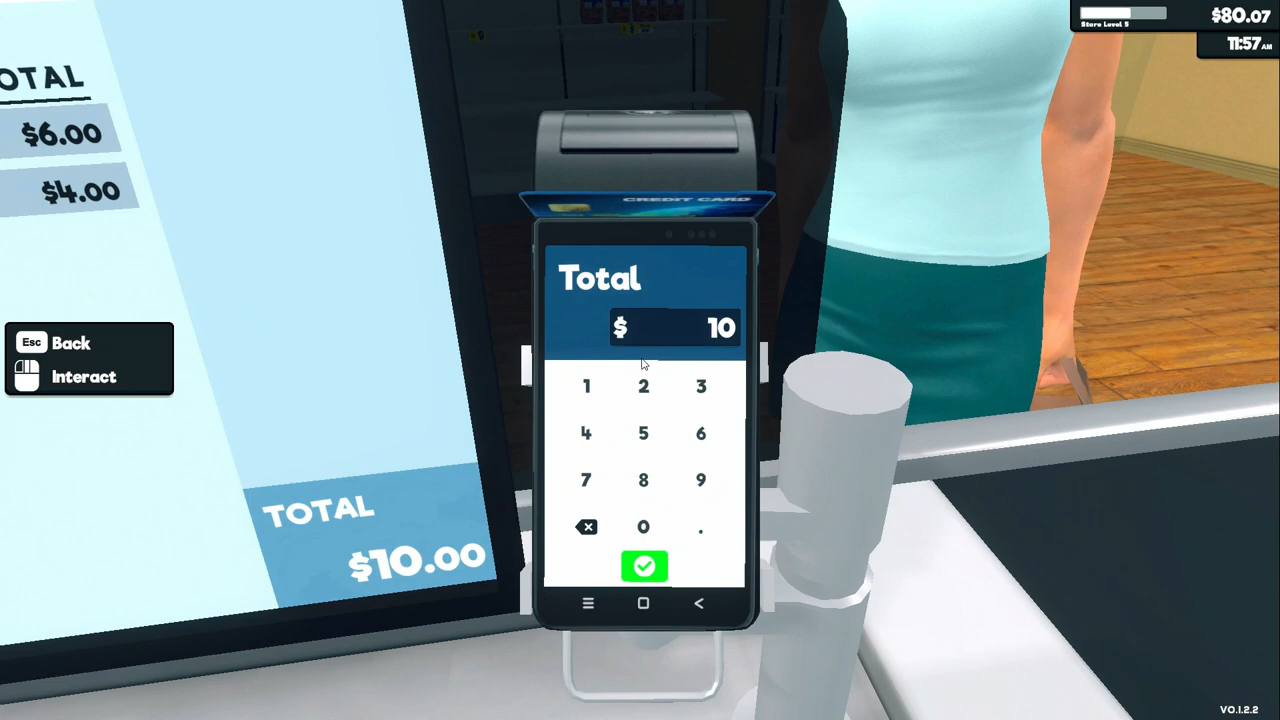 OTAL
$6.00
$4.00
TOTAL
$10.00
Esc Back
Interact
CREDIT CARD
Total
$ 10
1 2 3
4 5 6
7 8 9
0 .
Store Level 5
$80.07
11:57 AM
V0.1.2.2